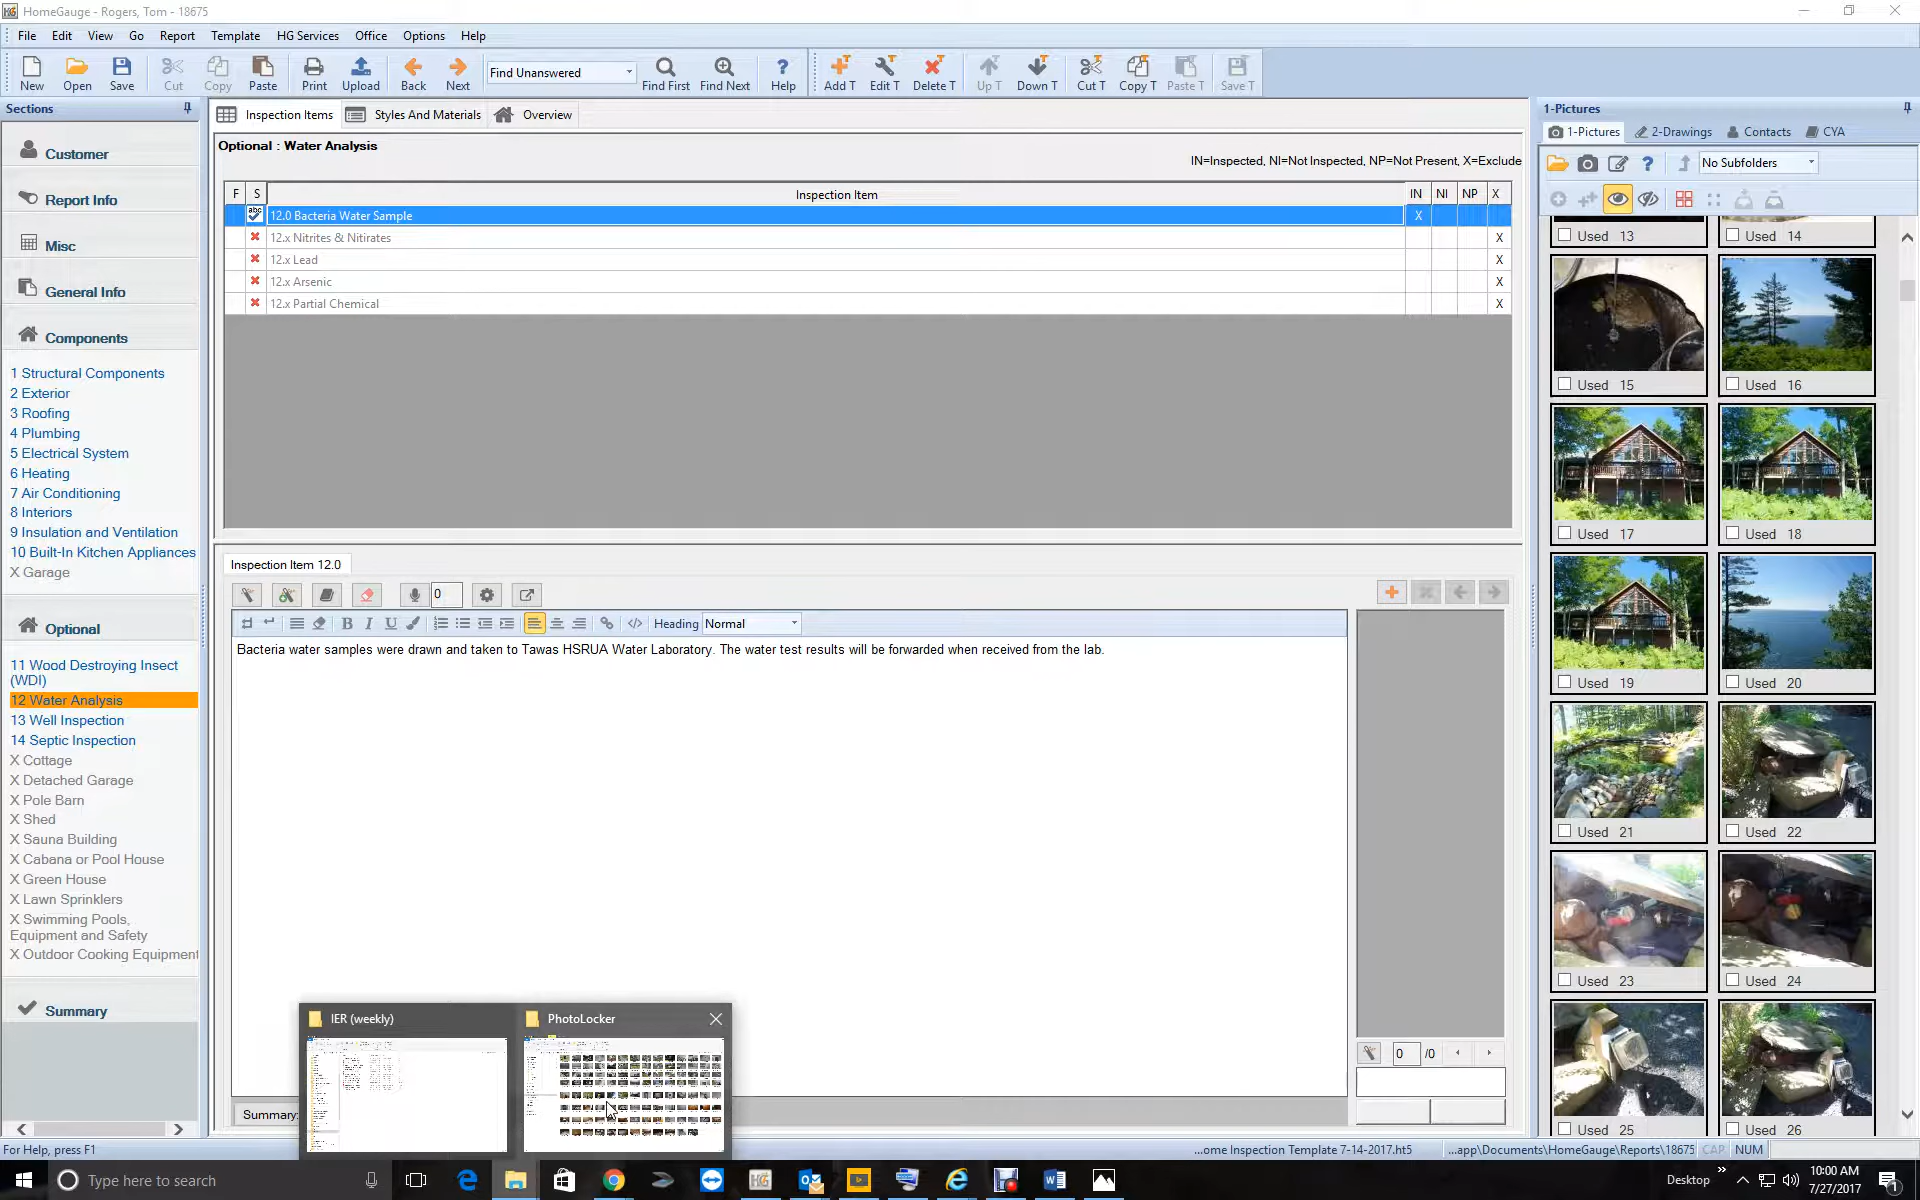 HomeGauge - Rogers, Tom - 18675
File Edit View Go Report Template HG Services Office Options Help
New Open Save Cut Copy Paste Print Upload Back Next Find Unanswered Find First Find Next Help Add T Edit T Delete T Up T Down T Cut T Copy T Paste T Save T
Sections
Customer
Report Info
Misc
General Info
Components
1 Structural Components
2 Exterior
3 Roofing
4 Plumbing
5 Electrical System
6 Heating
7 Air Conditioning
8 Interiors
9 Insulation and Ventilation
10 Built-In Kitchen Appliances
X Garage
Optional
11 Wood Destroying Insect
(WDI)
12 Water Analysis
13 Well Inspection
14 Septic Inspection
X Cottage
X Detached Garage
X Pole Barn
X Shed
X Sauna Building
X Cabana or Pool House
X Green House
X Lawn Sprinklers
X Swimming Pools,
Equipment and Safety
X Outdoor Cooking Equipment
Summary
Inspection Items Styles And Materials Overview
Optional : Water Analysis
IN=Inspected, NI=Not Inspected, NP=Not Present, X=Exclude
F S Inspection Item IN NI NP X
abc 12.0 Bacteria Water Sample X
12.x Nitrites & Nitirates X
12.x Lead X
12.x Arsenic X
12.x Partial Chemical X
Inspection Item 12.0
0
B I U Heading Normal
Bacteria water samples were drawn and taken to Tawas HSRUA Water Laboratory. The water test results will be forwarded when received from the lab.
0 /0
Summary:
IER (weekly) PhotoLocker
1-Pictures
1-Pictures 2-Drawings Contacts CYA
No Subfolders
Used 13 Used 14
Used 15 Used 16
Used 17 Used 18
Used 19 Used 20
Used 21 Used 22
Used 23 Used 24
Used 25 Used 26
For Help, press F1 ...ome Inspection Template 7-14-2017.ht5 ...app\Documents\HomeGauge\Reports\18675 CAP NUM
Type here to search Desktop 10:00 AM
7/27/2017 1